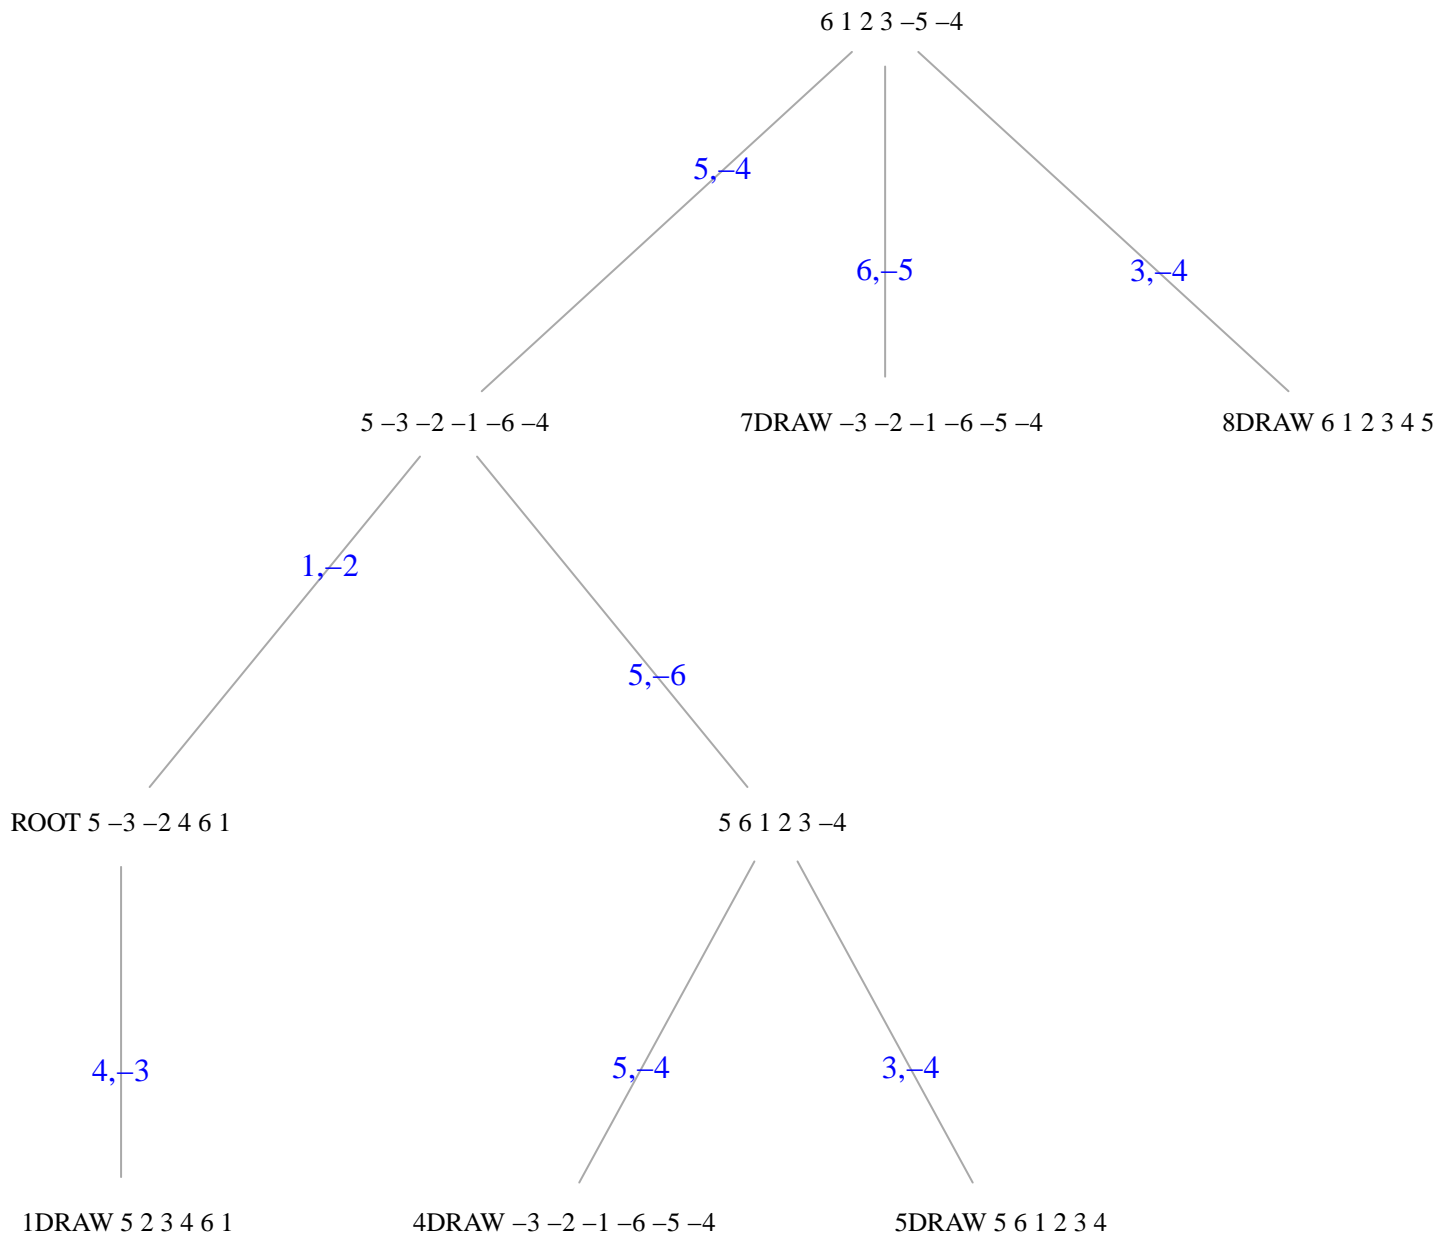 6 1 2 3 –5 –4
5,–4
6,–5
3,–4
5 –3 –2 –1 –6 –4
7DRAW –3 –2 –1 –6 –5 –4
8DRAW 6 1 2 3 4 5
1,–2
5,–6
ROOT 5 –3 –2 4 6 1
5 6 1 2 3 –4
4,–3
5,–4
3,–4
1DRAW 5 2 3 4 6 1
4DRAW –3 –2 –1 –6 –5 –4
5DRAW 5 6 1 2 3 4